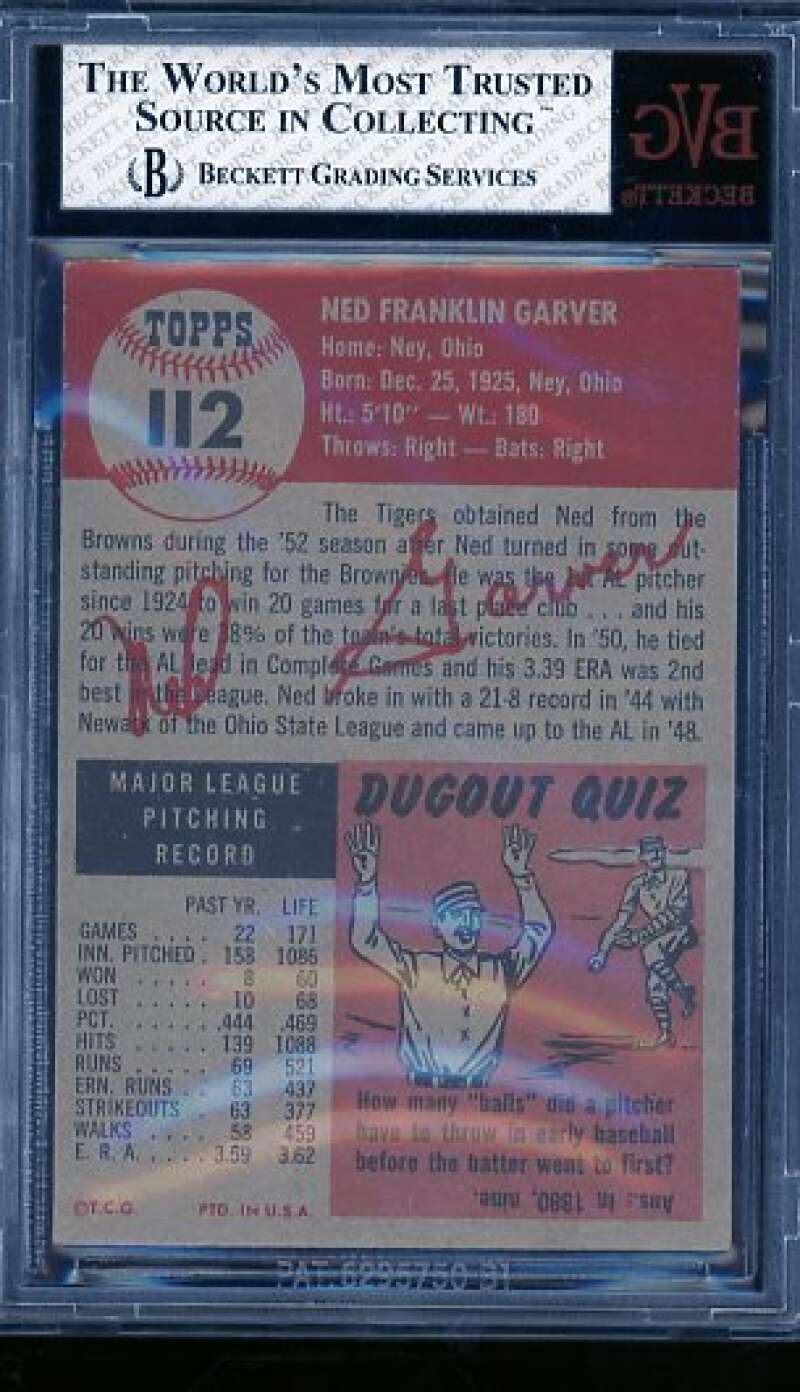 THE WORLD'S MOST TRUSTED
SOURCE IN COLLECTING™
B BECKETT GRADING SERVICES
BVG
BECKETT®
TOPPS
112
NED FRANKLIN GARVER
Home: Ney, Ohio
Born: Dec. 25, 1925, Ney, Ohio
Ht.: 5'10" — Wt.: 180
Throws: Right — Bats: Right
The Tigers obtained Ned from the
Browns during the '52 season after Ned turned in some out-
standing pitching for the Brownies. He was the 1st AL pitcher
since 1924 to win 20 games for a last place club . . . and his
20 wins were 38% of the team's total victories. In '50, he tied
for the AL lead in Complete Games and his 3.39 ERA was 2nd
best in the league. Ned broke in with a 21-8 record in '44 with
Newark of the Ohio State League and came up to the AL in '48.
Ned Garver
MAJOR LEAGUE
PITCHING
RECORD
PAST YR. LIFE
GAMES . . . . 22 171
INN. PITCHED . 158 1086
WON . . . . . 8 60
LOST . . . . . 10 68
PCT. . . . . . .444 .469
HITS . . . . . 139 1088
RUNS . . . . . 69 521
ERN. RUNS . . 63 437
STRIKEOUTS . 63 377
WALKS . . . . 58 459
E. R. A. . . . . 3.59 3.62
©T.C.G. PTD. IN U.S.A.
DUGOUT QUIZ
How many "balls" did a pitcher
have to throw in early baseball
before the batter went to first?
Ans.: In 1880, nine.